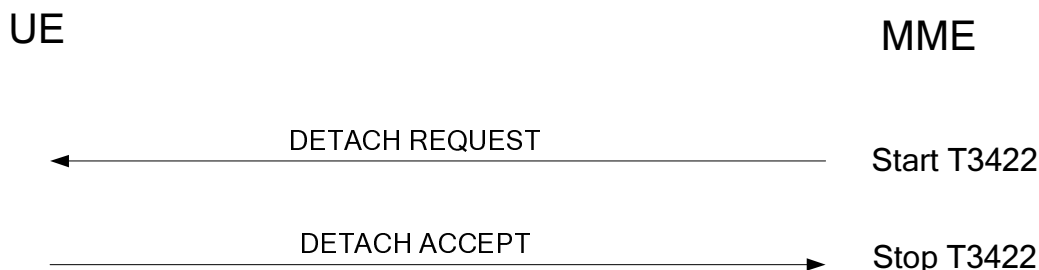 UE
MME
DETACH REQUEST
Start T3422
DETACH ACCEPT
Stop T3422